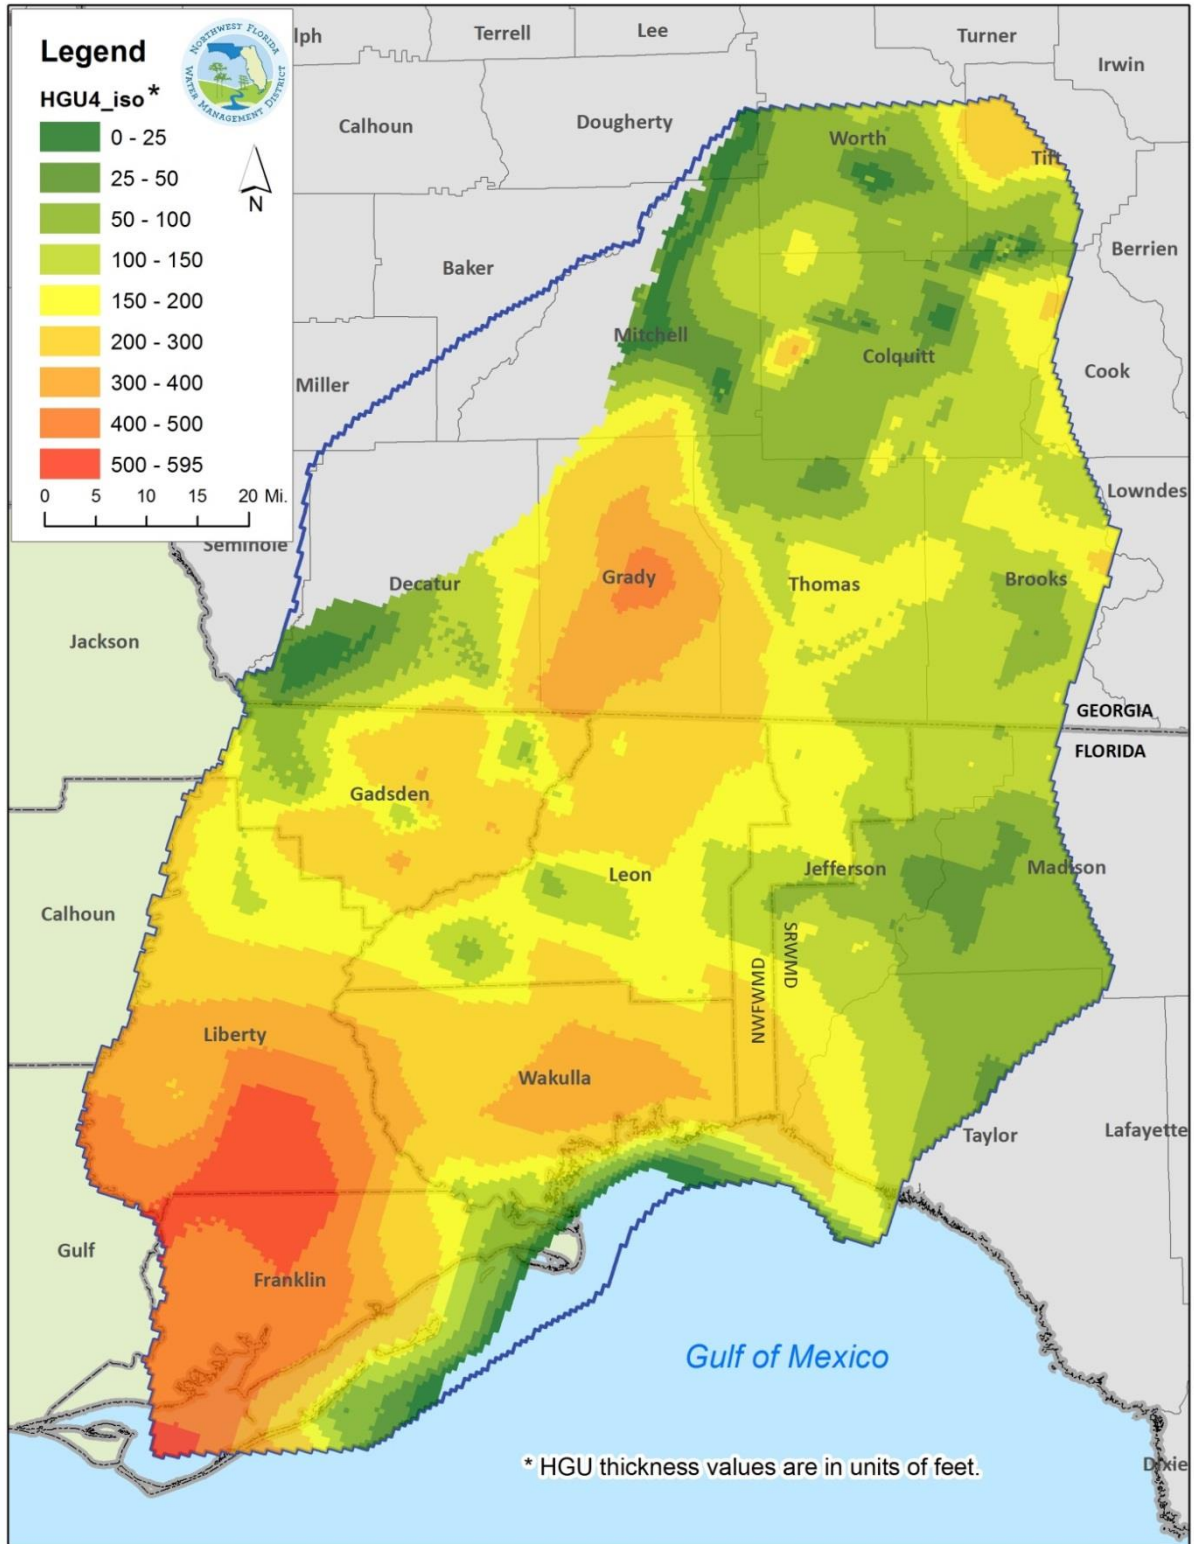 Legend
NORTHWEST FLORIDA
WATER MANAGEMENT DISTRICT
HGU4_iso *
0 - 25
25 - 50
50 - 100
100 - 150
150 - 200
200 - 300
300 - 400
400 - 500
500 - 595
N
0 5 10 15 20 Mi.
lph
Terrell
Lee
Turner
Irwin
Calhoun
Dougherty
Worth
Tift
Baker
Berrien
Mitchell
Colquitt
Miller
Cook
Lowndes
Seminole
Decatur
Grady
Thomas
Brooks
Jackson
GEORGIA
FLORIDA
Gadsden
Leon
Jefferson
Madison
Calhoun
NWFWMD
SRWMD
Liberty
Wakulla
Taylor
Lafayette
Gulf
Franklin
Gulf of Mexico
* HGU thickness values are in units of feet.
Dixie